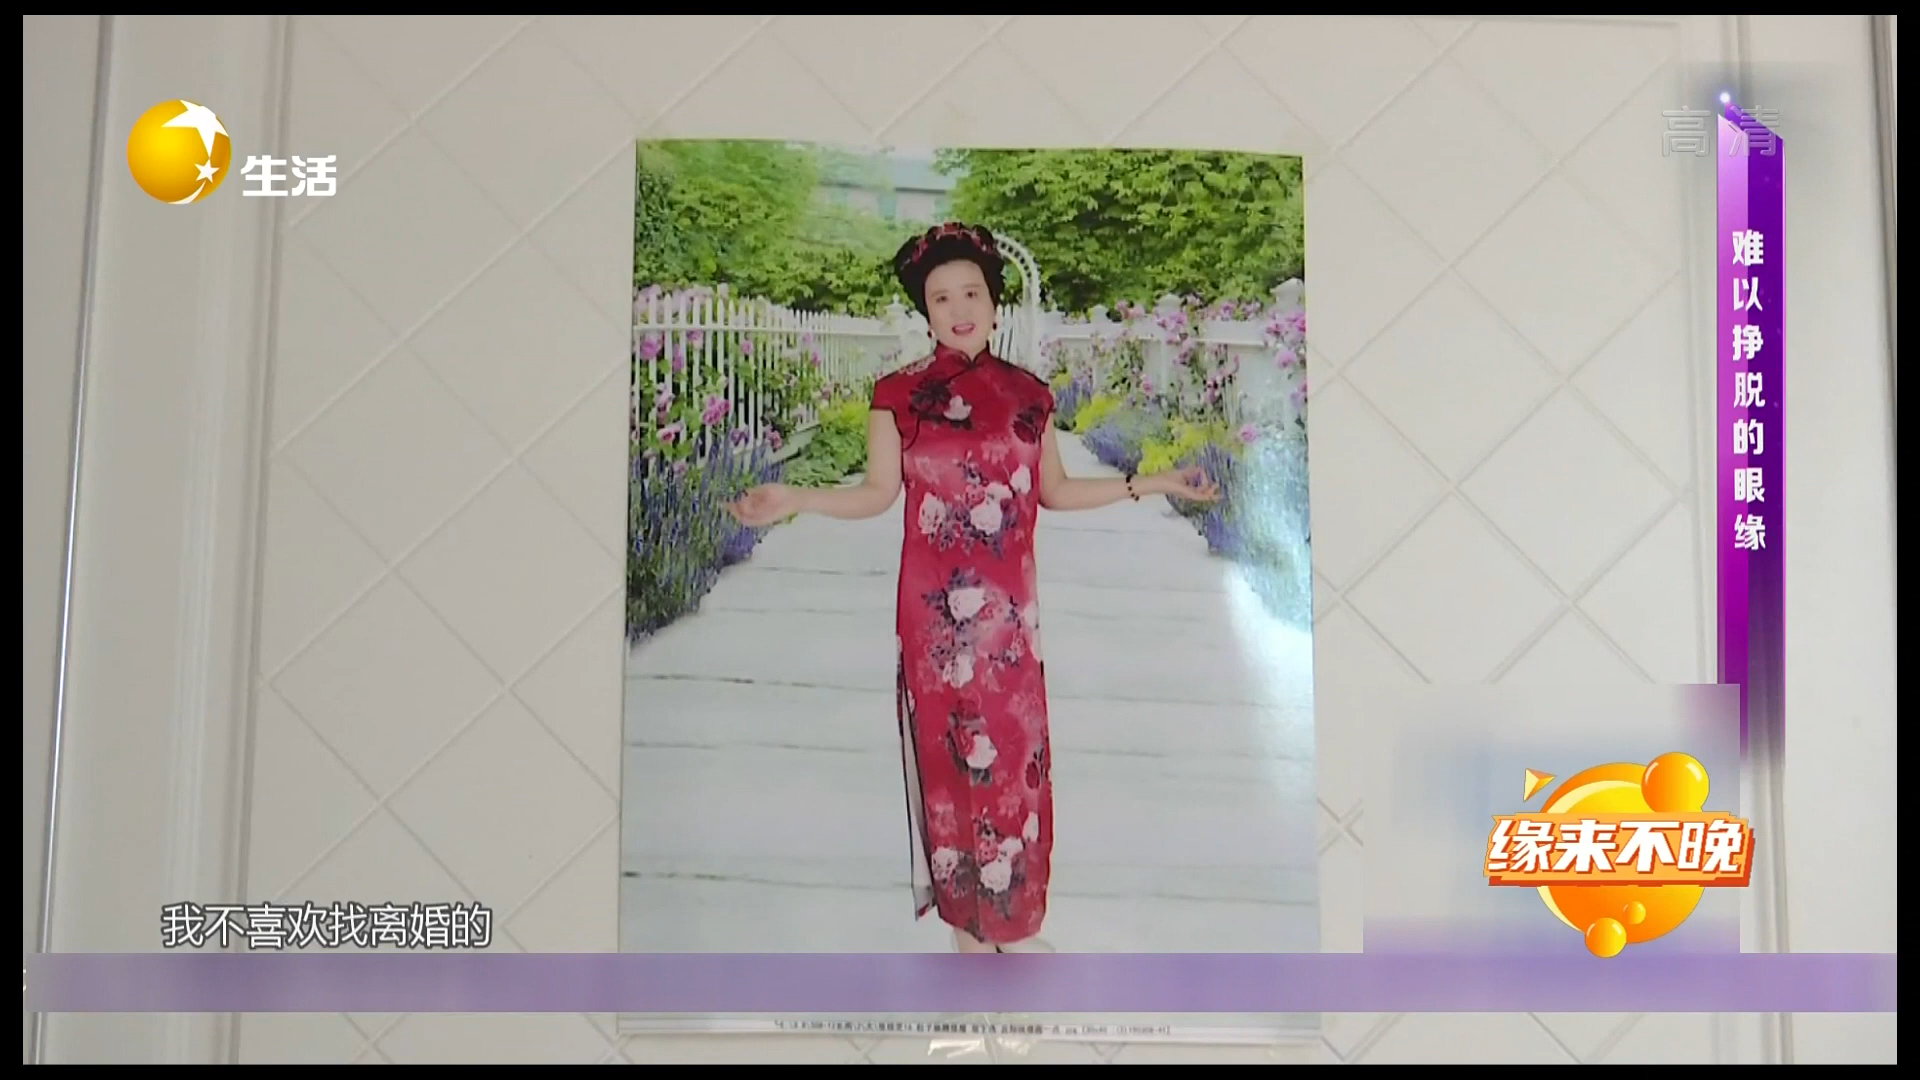 生活
高清
难以挣脱的眼缘
缘来不晚
我不喜欢找离婚的